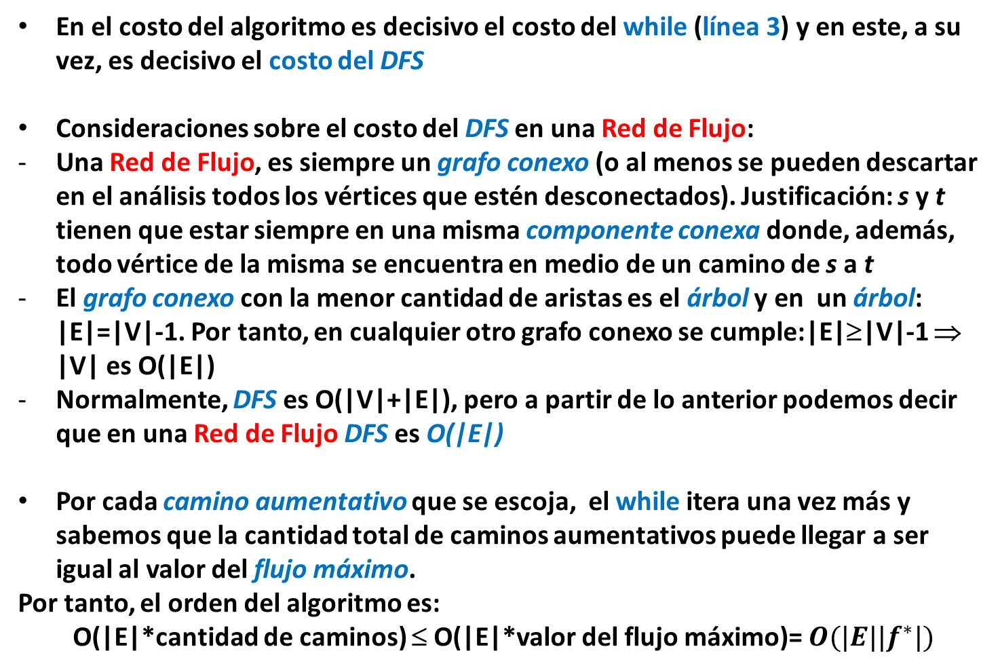 • En el costo del algoritmo es decisivo el costo del while (línea 3) y en este, a su
vez, es decisivo el costo del DFS
• Consideraciones sobre el costo del DFS en una Red de Flujo:
- Una Red de Flujo, es siempre un grafo conexo (o al menos se pueden descartar
en el análisis todos los vértices que estén desconectados). Justificación: s y t
tienen que estar siempre en una misma componente conexa donde, además,
todo vértice de la misma se encuentra en medio de un camino de s a t
- El grafo conexo con la menor cantidad de aristas es el árbol y en un árbol:
|E|=|V|-1. Por tanto, en cualquier otro grafo conexo se cumple:|E|≥|V|-1 ⇒
|V| es O(|E|)
- Normalmente, DFS es O(|V|+|E|), pero a partir de lo anterior podemos decir
que en una Red de Flujo DFS es O(|E|)
• Por cada camino aumentativo que se escoja, el while itera una vez más y
sabemos que la cantidad total de caminos aumentativos puede llegar a ser
igual al valor del flujo máximo.
Por tanto, el orden del algoritmo es:
O(|E|*cantidad de caminos) ≤ O(|E|*valor del flujo máximo)= O(|E||f*|)